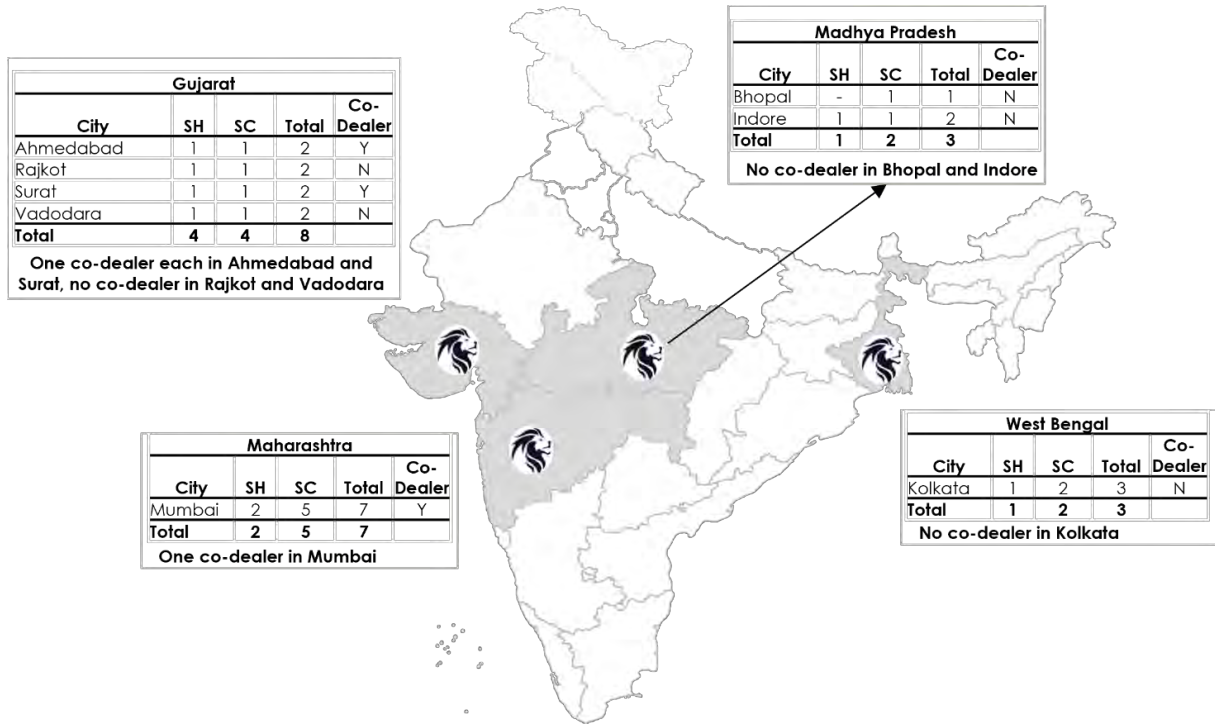 Gujarat
City SH SC Total Co-Dealer
Ahmedabad 1 1 2 Y
Rajkot 1 1 2 N
Surat 1 1 2 Y
Vadodara 1 1 2 N
Total 4 4 8
One co-dealer each in Ahmedabad and
Surat, no co-dealer in Rajkot and Vadodara
Madhya Pradesh
City SH SC Total Co-Dealer
Bhopal - 1 1 N
Indore 1 1 2 N
Total 1 2 3
No co-dealer in Bhopal and Indore
Maharashtra
City SH SC Total Co-Dealer
Mumbai 2 5 7 Y
Total 2 5 7
One co-dealer in Mumbai
West Bengal
City SH SC Total Co-Dealer
Kolkata 1 2 3 N
Total 1 2 3
No co-dealer in Kolkata